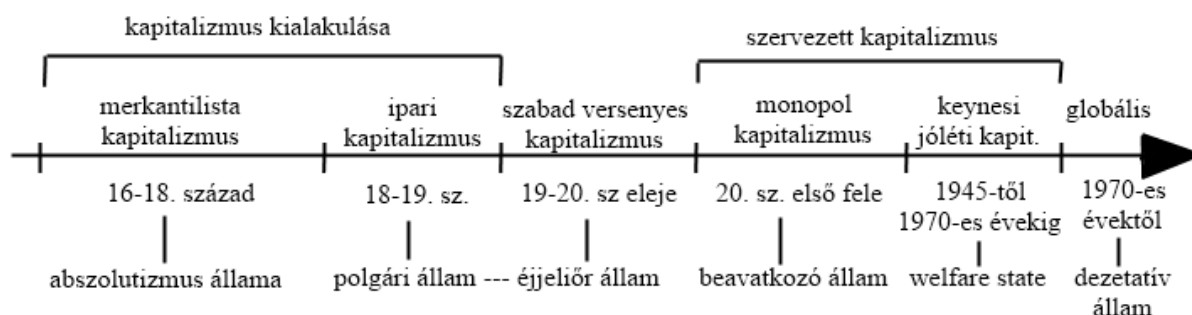 kapitalizmus kialakulása
szervezett kapitalizmus
merkantilista
kapitalizmus
ipari
kapitalizmus
szabad versenyes
kapitalizmus
monopol
kapitalizmus
keynesi
jóléti kapit.
globális
16-18. század
18-19. sz.
19-20. sz eleje
20. sz. első fele
1945-től
1970-es évekig
1970-es
évektől
abszolutizmus állama
polgári állam --- éjjeliőr állam
beavatkozó állam
welfare state
dezetatív
állam